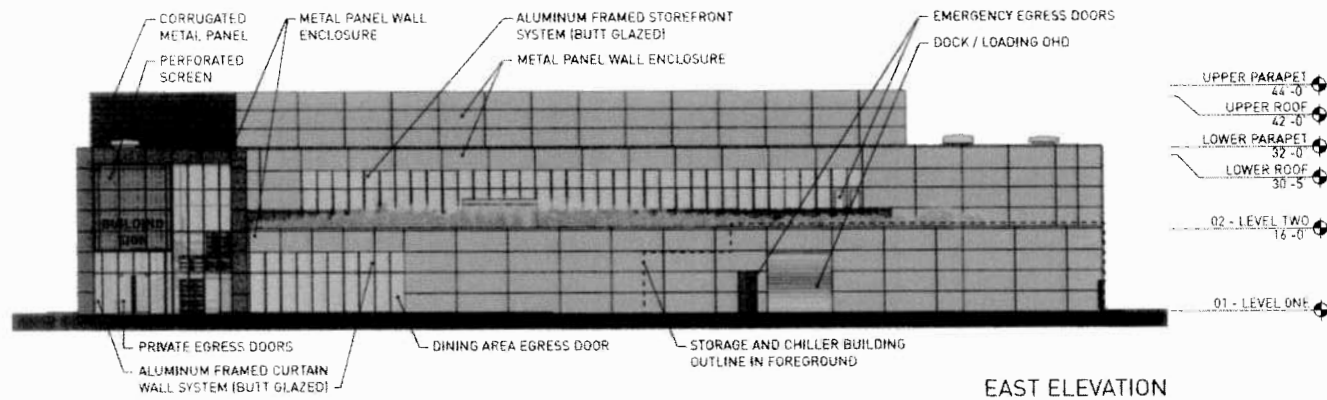 CORRUGATED
METAL PANEL
PERFORATED
SCREEN
METAL PANEL WALL
ENCLOSURE
ALUMINUM FRAMED STOREFRONT
SYSTEM (BUTT GLAZED)
METAL PANEL WALL ENCLOSURE
EMERGENCY EGRESS DOORS
DOCK / LOADING OHD
UPPER PARAPET
44'-0
UPPER ROOF
42'-0
LOWER PARAPET
32'-0
LOWER ROOF
30'-5
02 - LEVEL TWO
16'-0
01 - LEVEL ONE
BUILDING
PRIVATE EGRESS DOORS
ALUMINUM FRAMED CURTAIN
WALL SYSTEM (BUTT GLAZED)
DINING AREA EGRESS DOOR
STORAGE AND CHILLER BUILDING
OUTLINE IN FOREGROUND
EAST ELEVATION